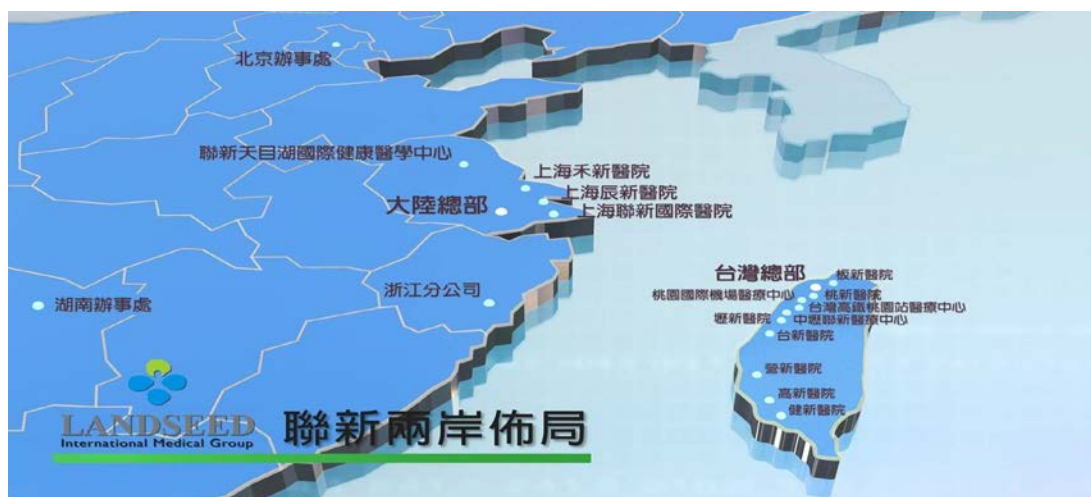 北京辦事處
聯新天目湖國際健康醫學中心
上海禾新醫院
上海辰新醫院
大陸總部
上海聯新國際醫院
台灣總部
板新醫院
桃園國際機場醫療中心
桃新醫院
浙江分公司
湖南辦事處
台灣高鐵桃園站醫療中心
壢新醫院
中壢聯新醫療中心
台新醫院
營新醫院
高新醫院
健新醫院
LANDSEED
International Medical Group
聯新兩岸佈局